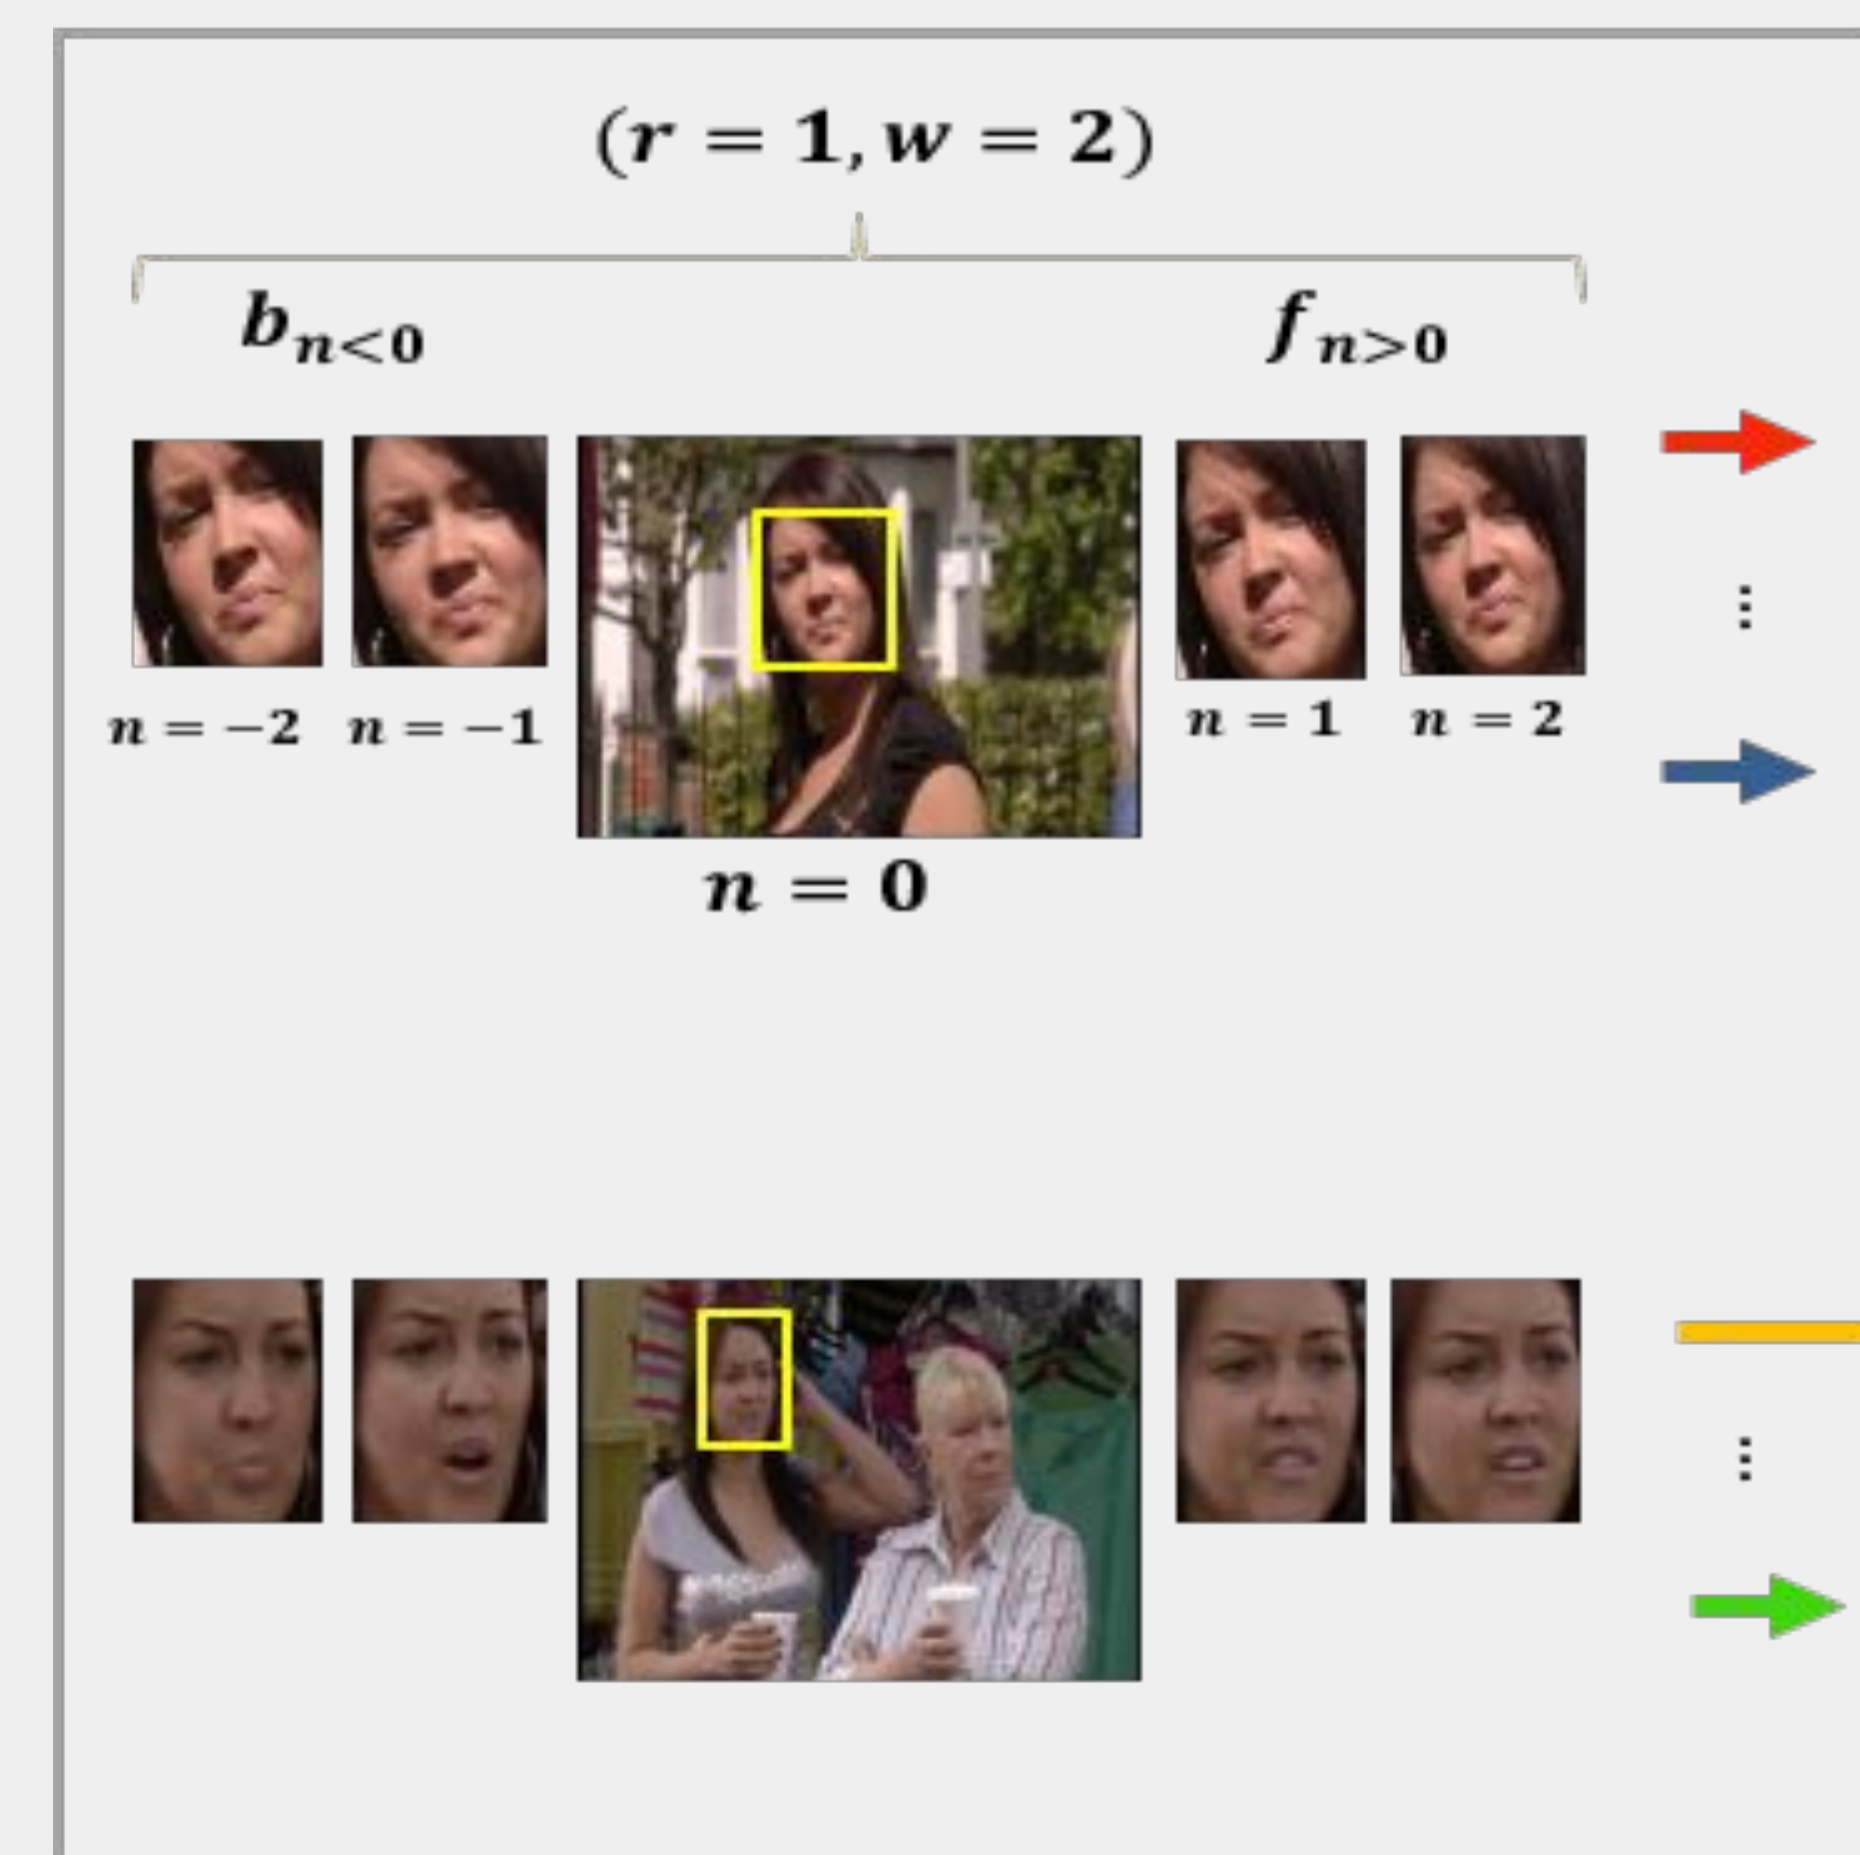 (r = 1, w = 2)
b_{n<0} f_{n>0}
n = −2 n = −1 n = 1 n = 2
n = 0